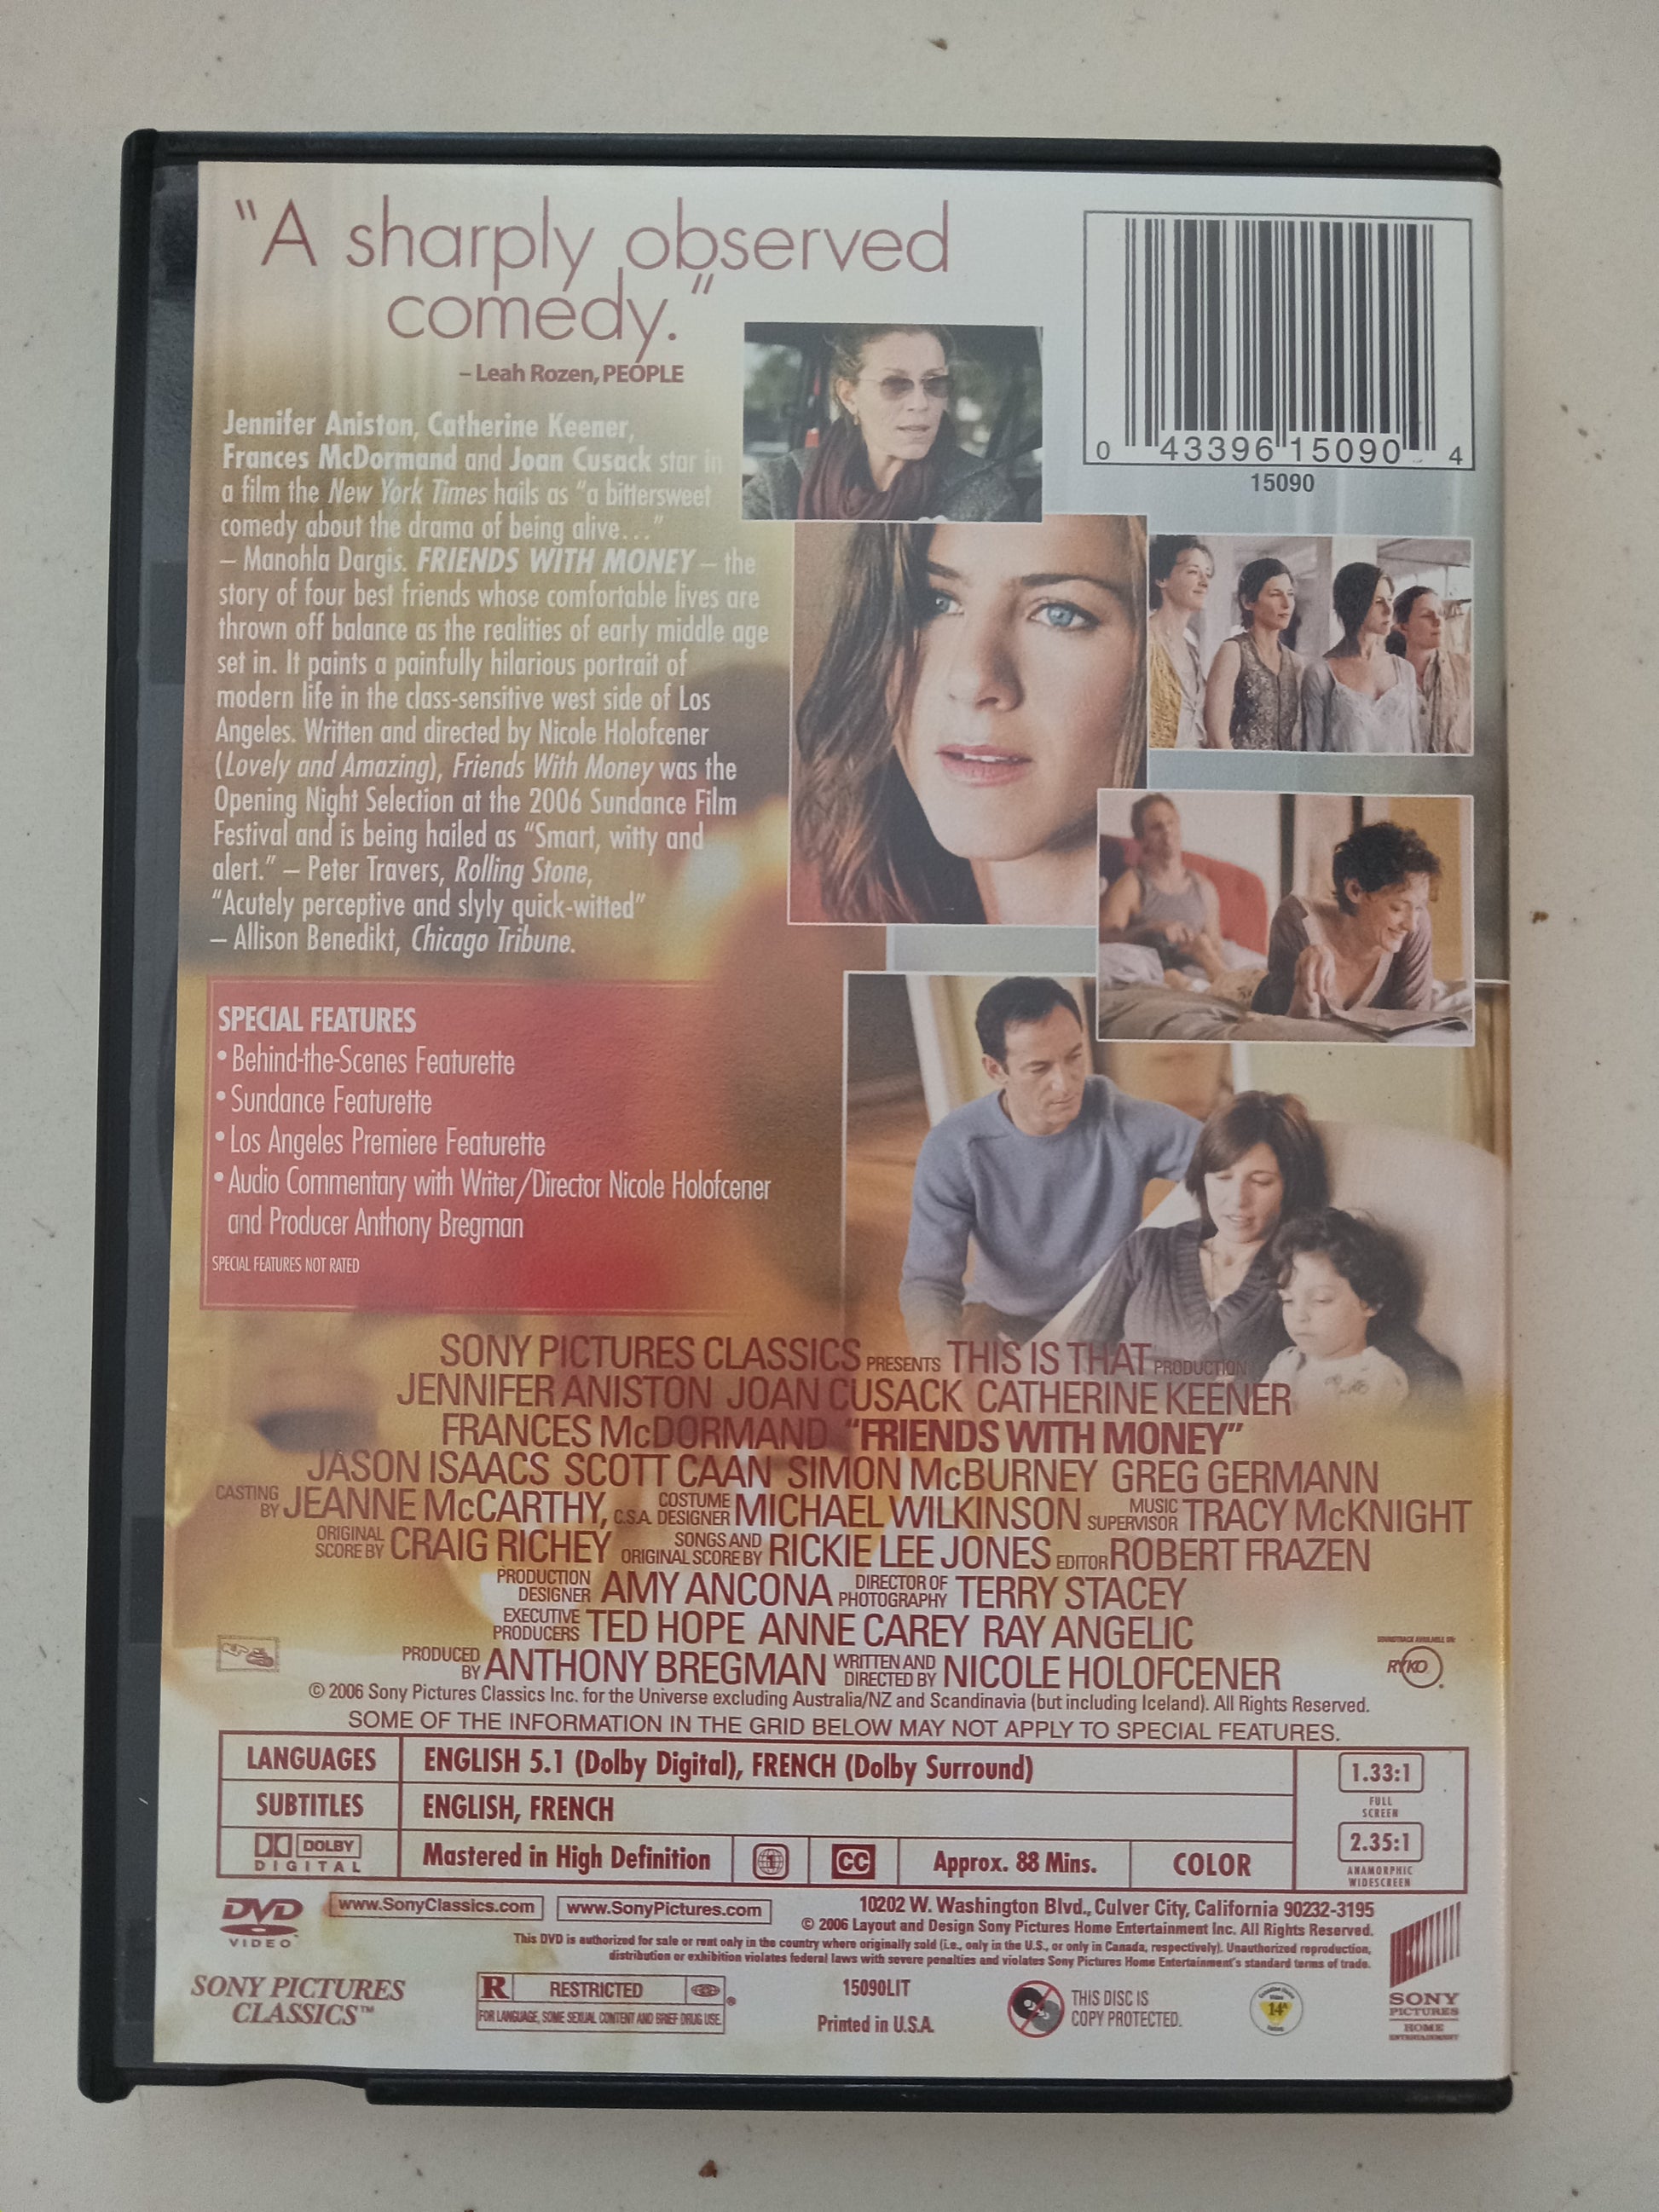 “A sharply observed
comedy.“
– Leah Rozen, PEOPLE
0 43396 15090 4
15090
Jennifer Aniston, Catherine Keener,
Frances McDormand and Joan Cusack star in
a film the New York Times hails as “a bittersweet
comedy about the drama of being alive...”
– Manohla Dargis. FRIENDS WITH MONEY – the
story of four best friends whose comfortable lives are
thrown off balance as the realities of early middle age
set in. It paints a painfully hilarious portrait of
modern life in the class-sensitive west side of Los
Angeles. Written and directed by Nicole Holofcener
(Lovely and Amazing), Friends With Money was the
Opening Night Selection at the 2006 Sundance Film
Festival and is being hailed as “Smart, witty and
alert.” – Peter Travers, Rolling Stone,
“Acutely perceptive and slyly quick-witted”
– Allison Benedikt, Chicago Tribune.
SPECIAL FEATURES
• Behind-the-Scenes Featurette
• Sundance Featurette
• Los Angeles Premiere Featurette
• Audio Commentary with Writer/Director Nicole Holofcener
and Producer Anthony Bregman
SPECIAL FEATURES NOT RATED
SONY PICTURES CLASSICS PRESENTS THIS IS THAT PRODUCTION
JENNIFER ANISTON JOAN CUSACK CATHERINE KEENER
FRANCES McDORMAND “FRIENDS WITH MONEY”
JASON ISAACS SCOTT CAAN SIMON McBURNEY GREG GERMANN
CASTING BY JEANNE McCARTHY, C.S.A. COSTUME DESIGNER MICHAEL WILKINSON MUSIC SUPERVISOR TRACY McKNIGHT
ORIGINAL SCORE BY CRAIG RICHEY SONGS AND ORIGINAL SCORE BY RICKIE LEE JONES EDITOR ROBERT FRAZEN
PRODUCTION DESIGNER AMY ANCONA DIRECTOR OF PHOTOGRAPHY TERRY STACEY
EXECUTIVE PRODUCERS TED HOPE ANNE CAREY RAY ANGELIC
PRODUCED BY ANTHONY BREGMAN WRITTEN AND DIRECTED BY NICOLE HOLOFCENER
SOUNDTRACK AVAILABLE ON:
RYKO
© 2006 Sony Pictures Classics Inc. for the Universe excluding Australia/NZ and Scandinavia (but including Iceland). All Rights Reserved.
SOME OF THE INFORMATION IN THE GRID BELOW MAY NOT APPLY TO SPECIAL FEATURES.
LANGUAGES ENGLISH 5.1 (Dolby Digital), FRENCH (Dolby Surround)
SUBTITLES ENGLISH, FRENCH
DOLBY DIGITAL Mastered in High Definition 1 CC Approx. 88 Mins. COLOR
1.33:1
FULL
SCREEN
2.35:1
ANAMORPHIC
WIDESCREEN
DVD
VIDEO
www.SonyClassics.com www.SonyPictures.com
10202 W. Washington Blvd., Culver City, California 90232-3195
© 2006 Layout and Design Sony Pictures Home Entertainment Inc. All Rights Reserved.
This DVD is authorized for sale or rent only in the country where originally sold (i.e., only in the U.S., or only in Canada, respectively). Unauthorized reproduction,
distribution or exhibition violates federal laws with severe penalties and violates Sony Pictures Home Entertainment's standard terms of trade.
SONY PICTURES
CLASSICS™
R RESTRICTED ®
FOR LANGUAGE, SOME SEXUAL CONTENT AND BRIEF DRUG USE.
15090LIT
Printed in U.S.A.
THIS DISC IS
COPY PROTECTED.
14A
SONY
PICTURES
HOME
ENTERTAINMENT